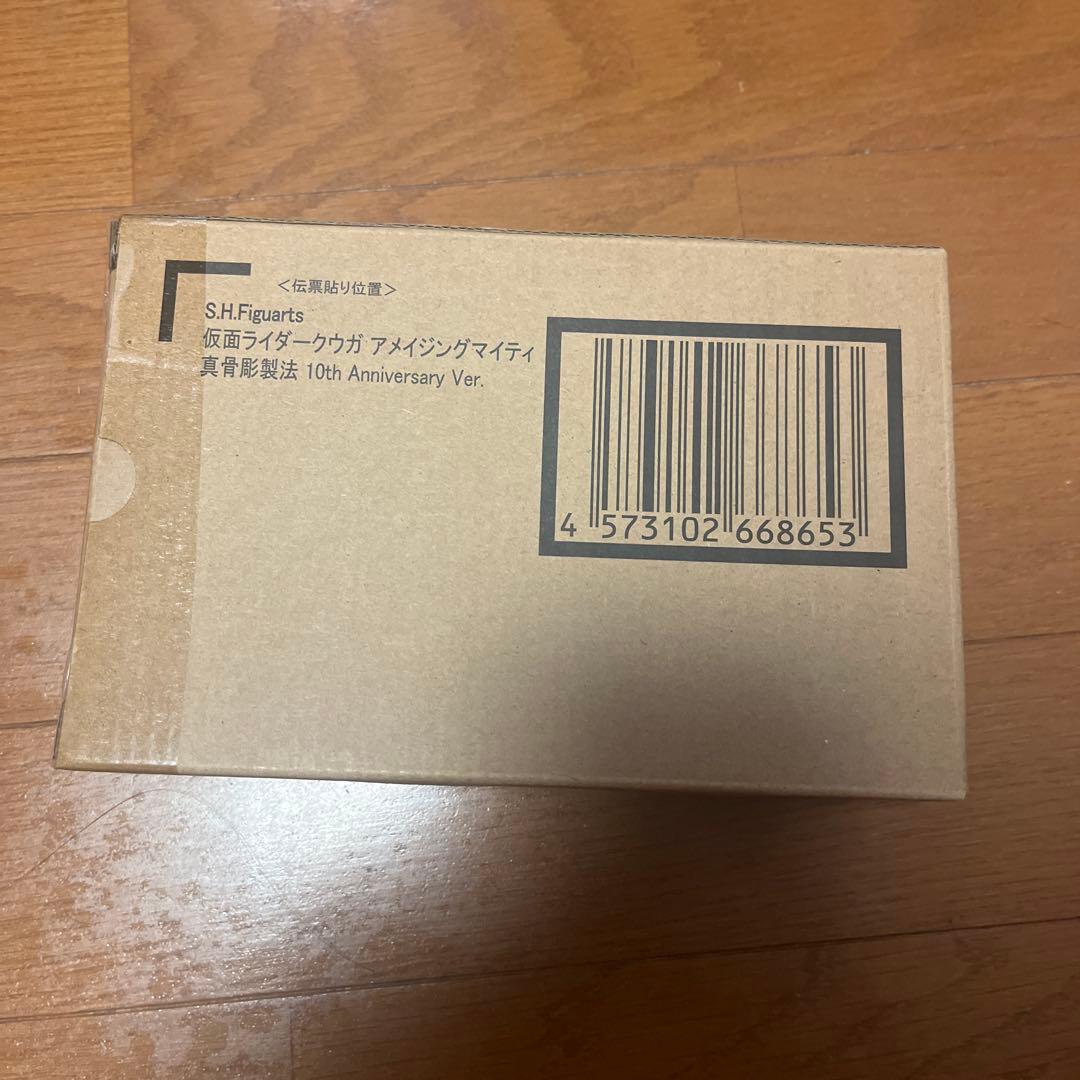 ＜伝票貼り位置＞
S.H.Figuarts
仮面ライダークウガ アメイジングマイティ
真骨彫製法 10th Anniversary Ver.
4 573102 668653